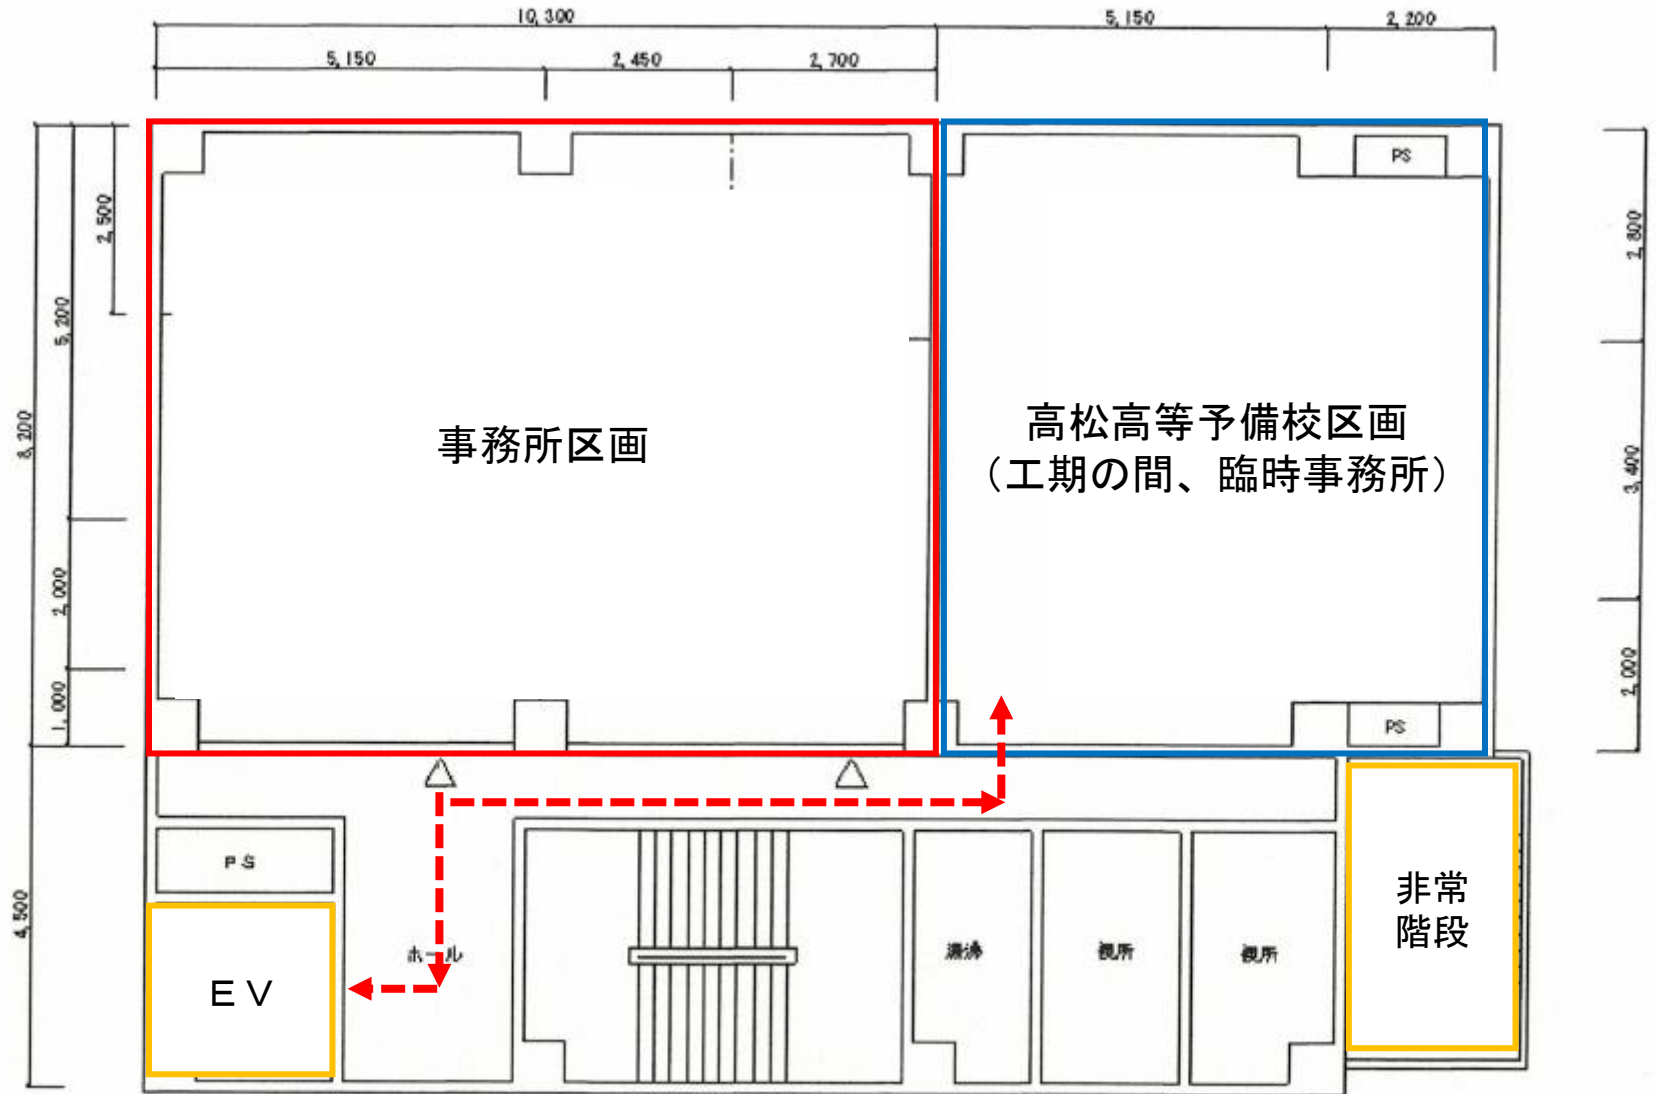 10,300
5,150
2,200
5,150
2,450
2,700
PS
2,500
2,800
5,200
8,200
事務所区画
高松高等予備校区画
（工期の間、臨時事務所）
3,400
2,000
2,000
1,000
PS
PS
4,500
ホール
湯沸
便所
便所
非常
階段
EV